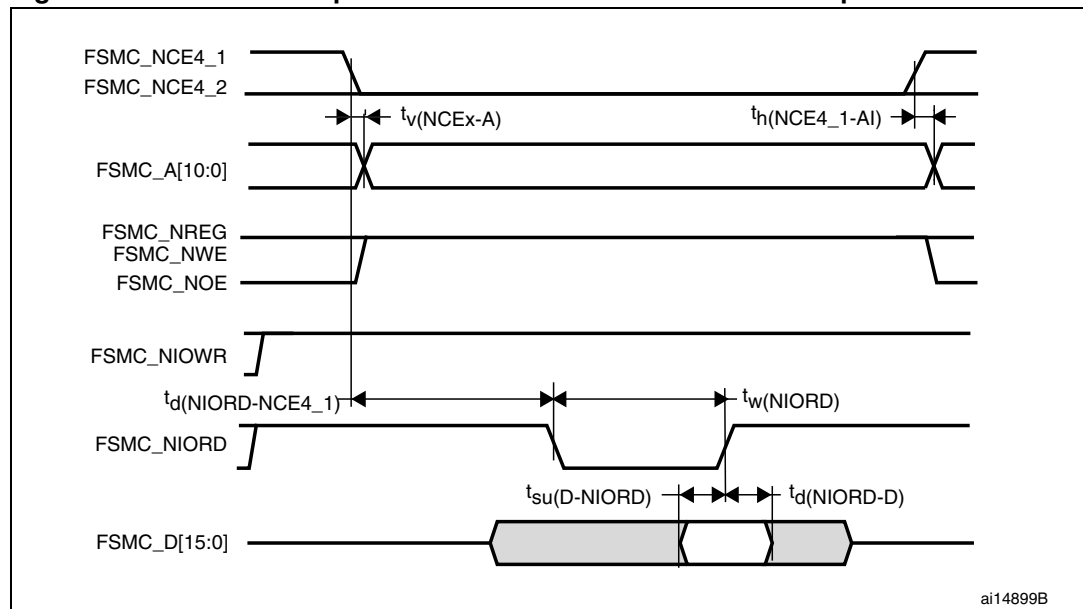 FSMC_NCE4_1
FSMC_NCE4_2
tv(NCEx-A)
th(NCE4_1-AI)
FSMC_A[10:0]
FSMC_NREG
FSMC_NWE
FSMC_NOE
FSMC_NIOWR
td(NIORD-NCE4_1)
tw(NIORD)
FSMC_NIORD
tsu(D-NIORD)
td(NIORD-D)
FSMC_D[15:0]
ai14899B